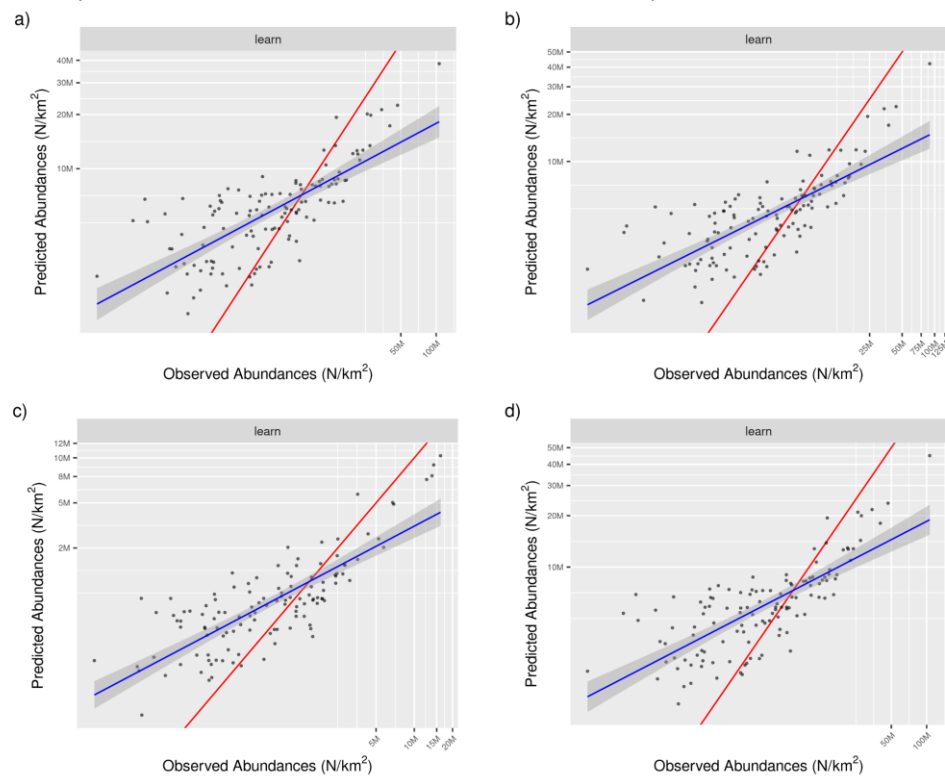 a)
learn
40M
30M
20M
10M
Predicted Abundances (N/km²)
50M
100M
Observed Abundances (N/km²)
b)
learn
50M
40M
30M
20M
10M
Predicted Abundances (N/km²)
25M
50M
75M
100M
125M
Observed Abundances (N/km²)
c)
learn
12M
10M
8M
5M
2M
Predicted Abundances (N/km²)
5M
10M
15M
20M
Observed Abundances (N/km²)
d)
learn
50M
40M
30M
20M
10M
Predicted Abundances (N/km²)
50M
100M
Observed Abundances (N/km²)